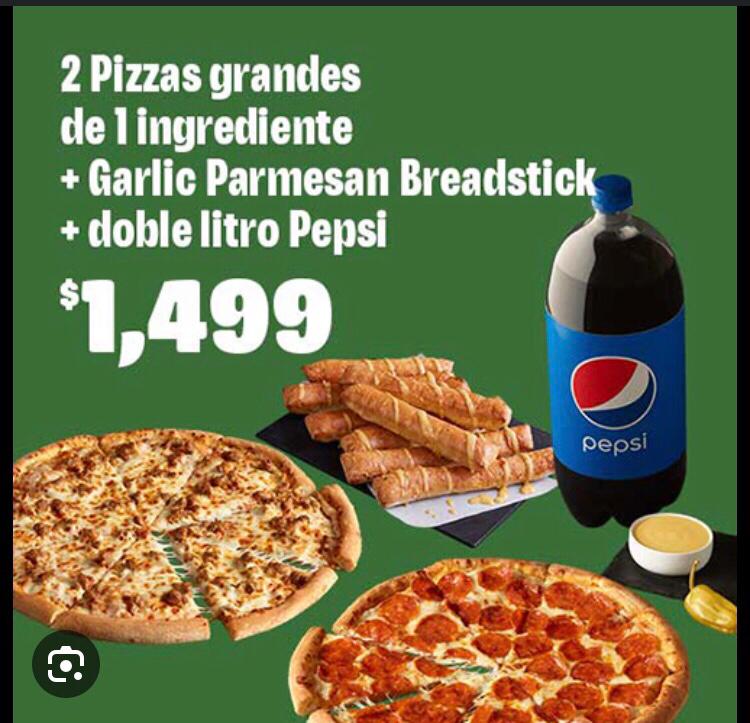 2 Pizzas grandes
de 1 ingrediente
+ Garlic Parmesan Breadstick
+ doble litro Pepsi
$1,499
pepsi